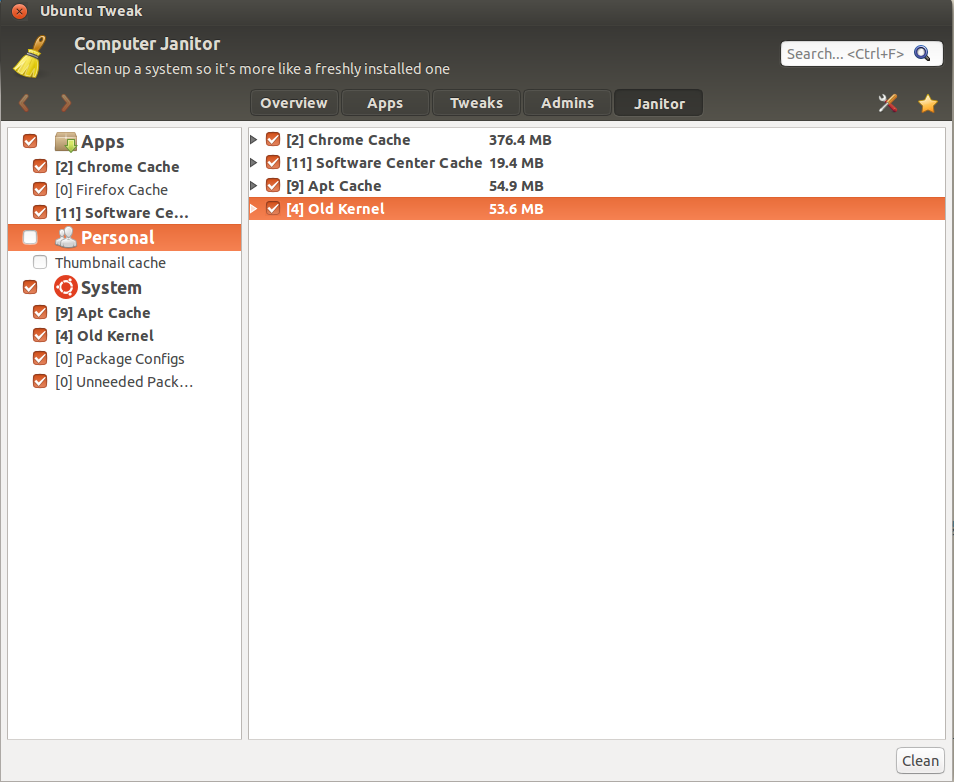 Ubuntu Tweak
Computer Janitor
Clean up a system so it's more like a freshly installed one
Search... <Ctrl+F>
Overview Apps Tweaks Admins Janitor
Apps
[2] Chrome Cache
[0] Firefox Cache
[11] Software Ce...
Personal
Thumbnail cache
System
[9] Apt Cache
[4] Old Kernel
[0] Package Configs
[0] Unneeded Pack...
[2] Chrome Cache 376.4 MB
[11] Software Center Cache 19.4 MB
[9] Apt Cache 54.9 MB
[4] Old Kernel 53.6 MB
Clean